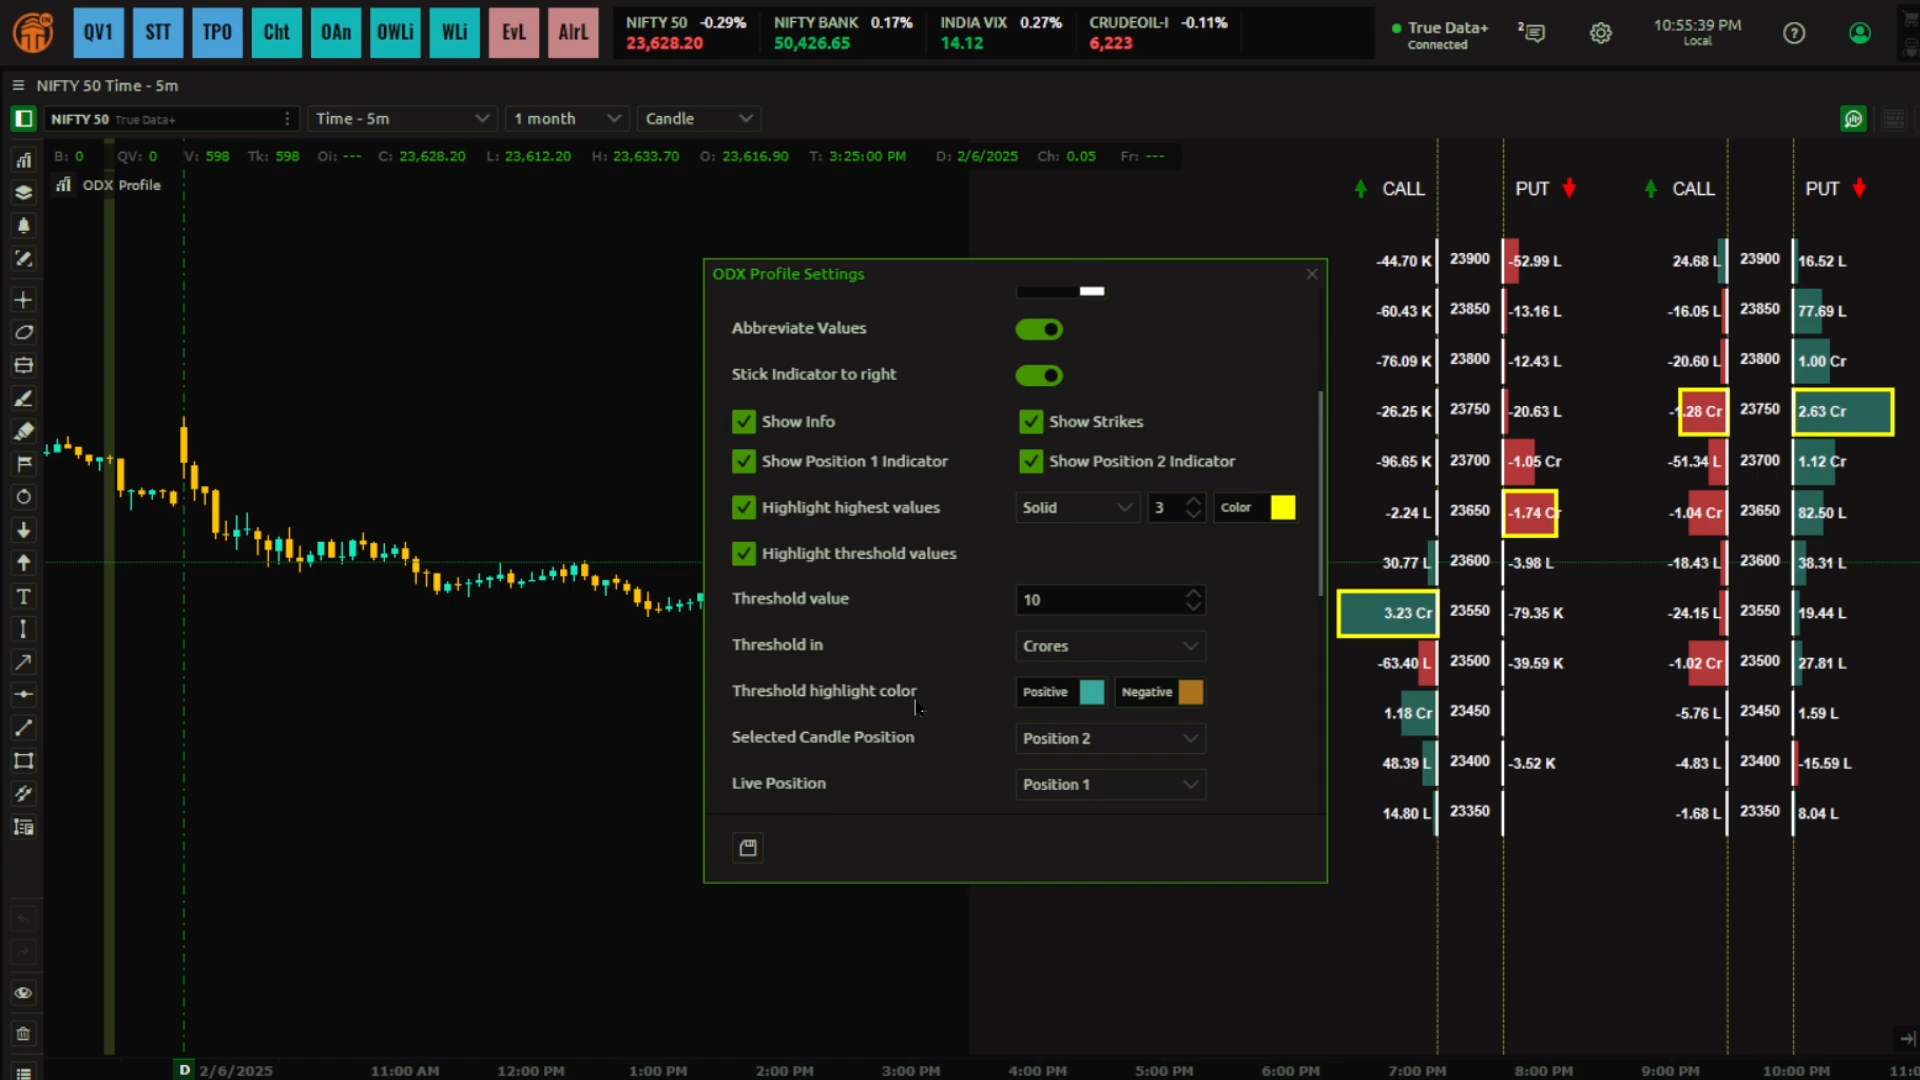 QV1 STT TPO Cht OAn OWLi WLi EvL AlrL
NIFTY 50 -0.29% NIFTY BANK 0.17% INDIA VIX 0.27% CRUDEOIL-I -0.11%
23,628.20 50,426.65 14.12 6,223
True Data+ 2 10:55:39 PM
Connected Local
NIFTY 50 Time - 5m
NIFTY 50 True Data+ Time - 5m 1 month Candle
B: 0 QV: 0 V: 598 Tk: 598 Oi: --- C: 23,628.20 L: 23,612.20 H: 23,633.70 O: 23,616.90 T: 3:25:00 PM D: 2/6/2025 Ch: 0.05 Fr: ---
ODX Profile
CALL PUT CALL PUT
-44.70 K 23900 -52.99 L 24.68 L 23900 16.52 L
-60.43 K 23850 -13.16 L -16.05 L 23850 77.69 L
-76.09 K 23800 -12.43 L -20.60 L 23800 1.00 Cr
-26.25 K 23750 -20.63 L -1.28 Cr 23750 2.63 Cr
-96.65 K 23700 -1.05 Cr -51.34 L 23700 1.12 Cr
-2.24 L 23650 -1.74 Cr -1.04 Cr 23650 82.50 L
30.77 L 23600 -3.98 L -18.43 L 23600 38.31 L
3.23 Cr 23550 -79.35 K -24.15 L 23550 19.44 L
-63.40 L 23500 -39.59 K -1.02 Cr 23500 27.81 L
1.18 Cr 23450 -5.76 L 23450 1.59 L
48.39 L 23400 -3.52 K -4.83 L 23400 -15.59 L
14.80 L 23350 -1.68 L 23350 8.04 L
ODX Profile Settings
Abbreviate Values
Stick Indicator to right
Show Info Show Strikes
Show Position 1 Indicator Show Position 2 Indicator
Highlight highest values Solid 3 Color
Highlight threshold values
Threshold value 10
Threshold in Crores
Threshold highlight color Positive Negative
Selected Candle Position Position 2
Live Position Position 1
D 2/6/2025 11:00 AM 12:00 PM 1:00 PM 2:00 PM 3:00 PM 4:00 PM 5:00 PM 6:00 PM 7:00 PM 8:00 PM 9:00 PM 10:00 PM